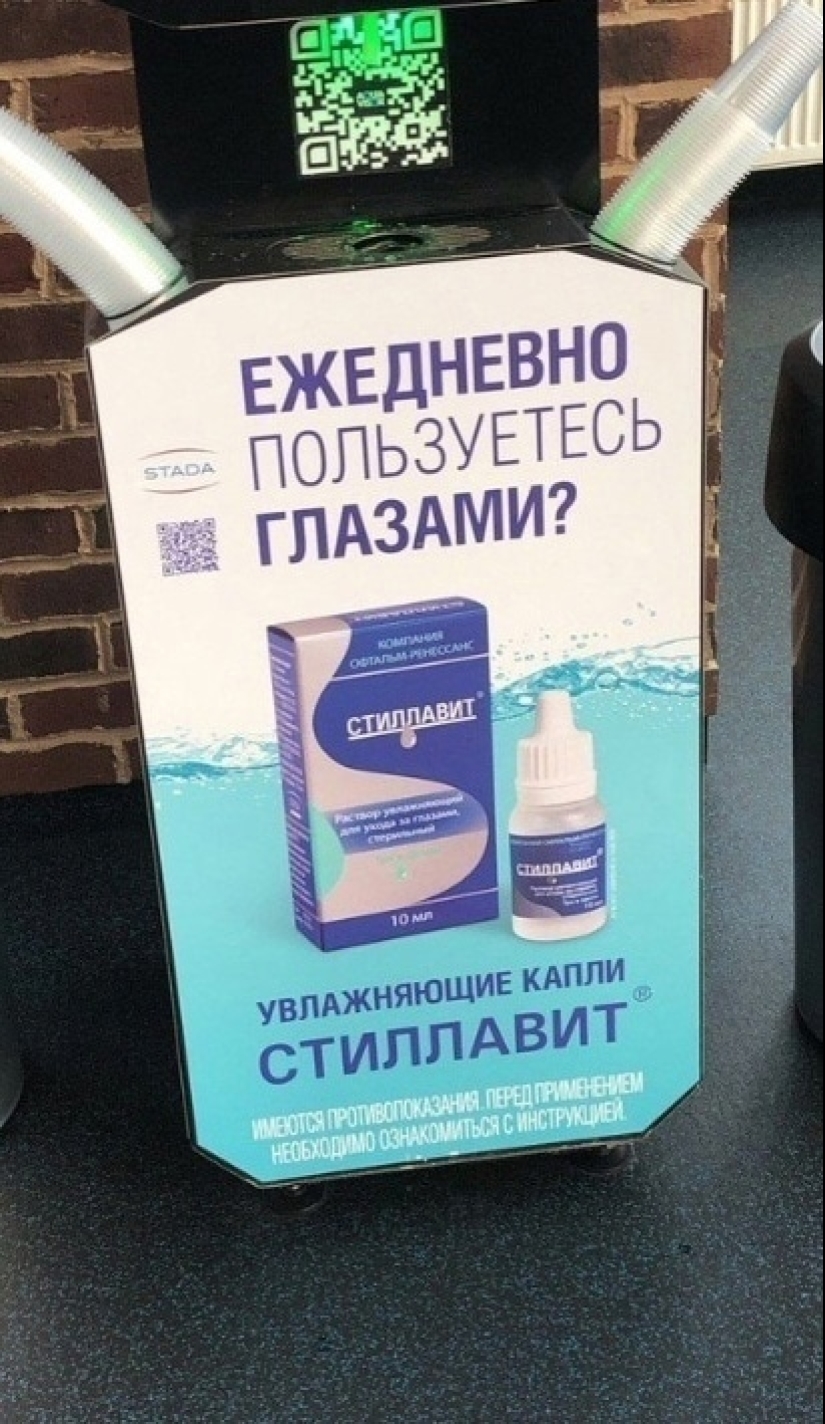 ЕЖЕДНЕВНО
ПОЛЬЗУЕТЕСЬ
ГЛАЗАМИ?
STADA
КОМПАНИЯ
ОФТАЛЬМ-РЕНЕССАНС
СТИЛЛАВИТ®
Раствор увлажняющий
для ухода за глазами,
стерильный
10 мл
СТИЛЛАВИТ®
УВЛАЖНЯЮЩИЕ КАПЛИ
СТИЛЛАВИТ®
ИМЕЮТСЯ ПРОТИВОПОКАЗАНИЯ. ПЕРЕД ПРИМЕНЕНИЕМ
НЕОБХОДИМО ОЗНАКОМИТЬСЯ С ИНСТРУКЦИЕЙ.